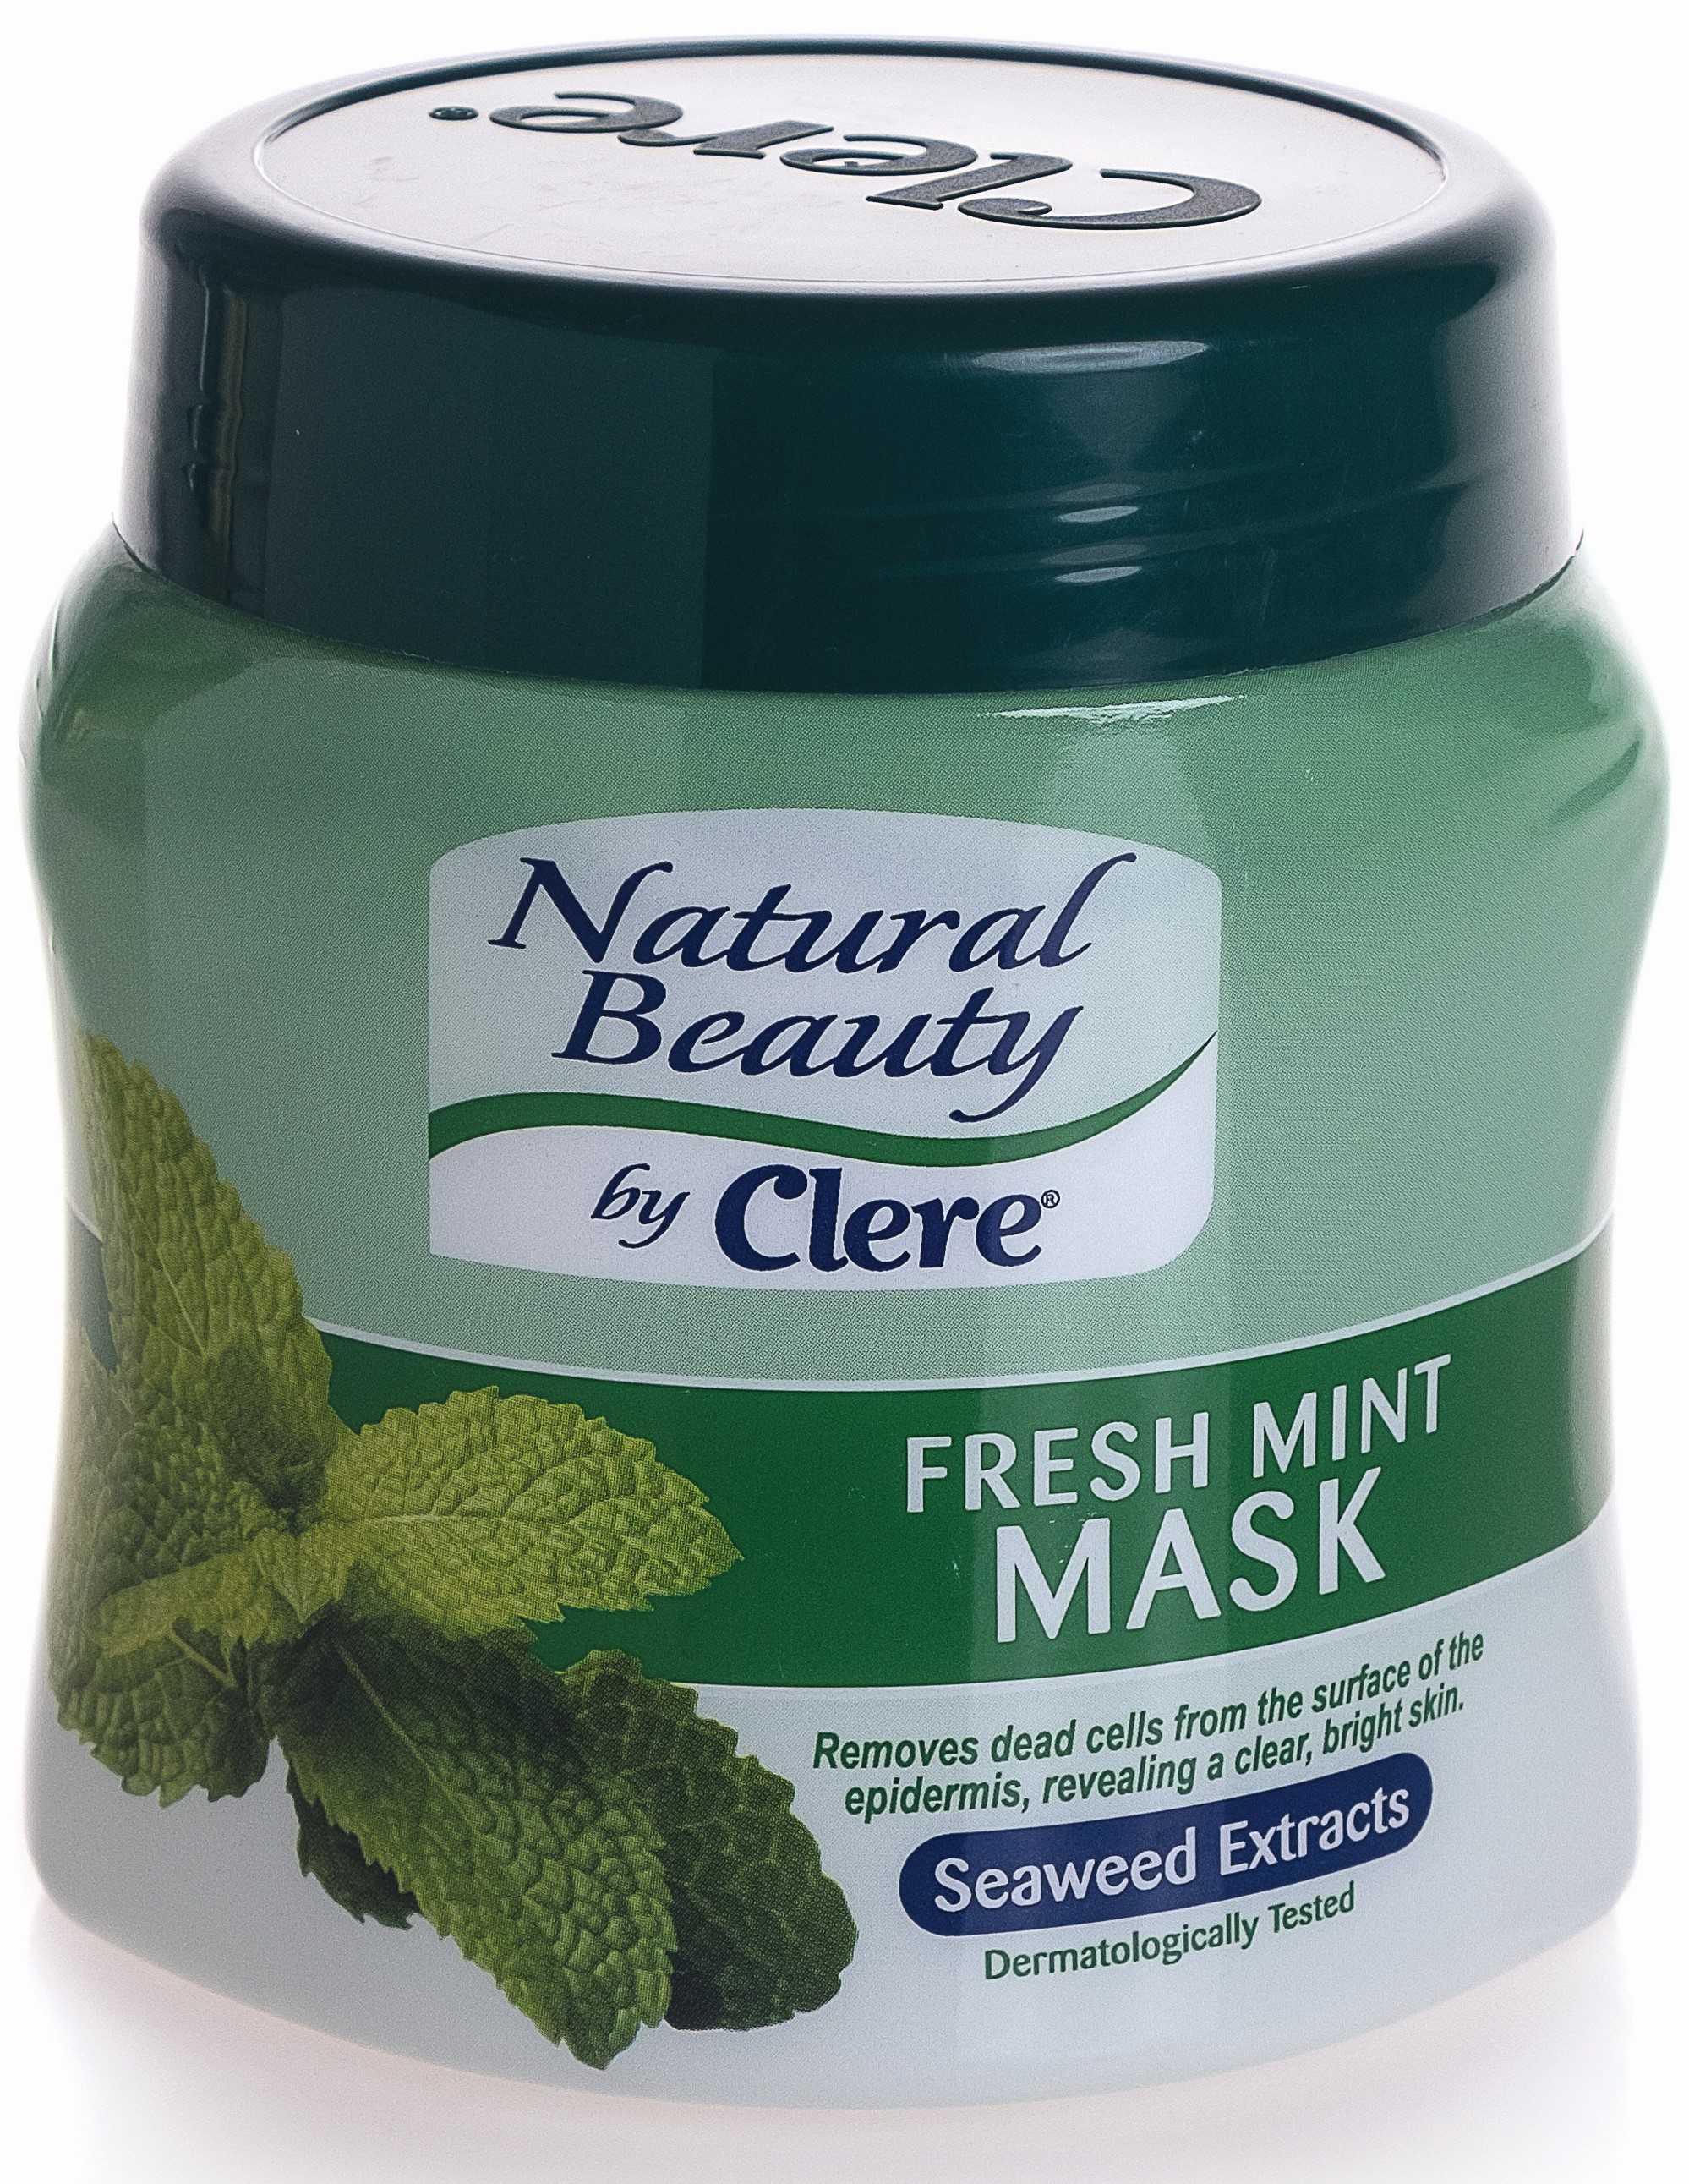 Clere.
Natural
Beauty
by Clere®
FRESH MINT
MASK
Removes dead cells from the surface of the
epidermis, revealing a clear, bright skin.
Seaweed Extracts
Dermatologically Tested